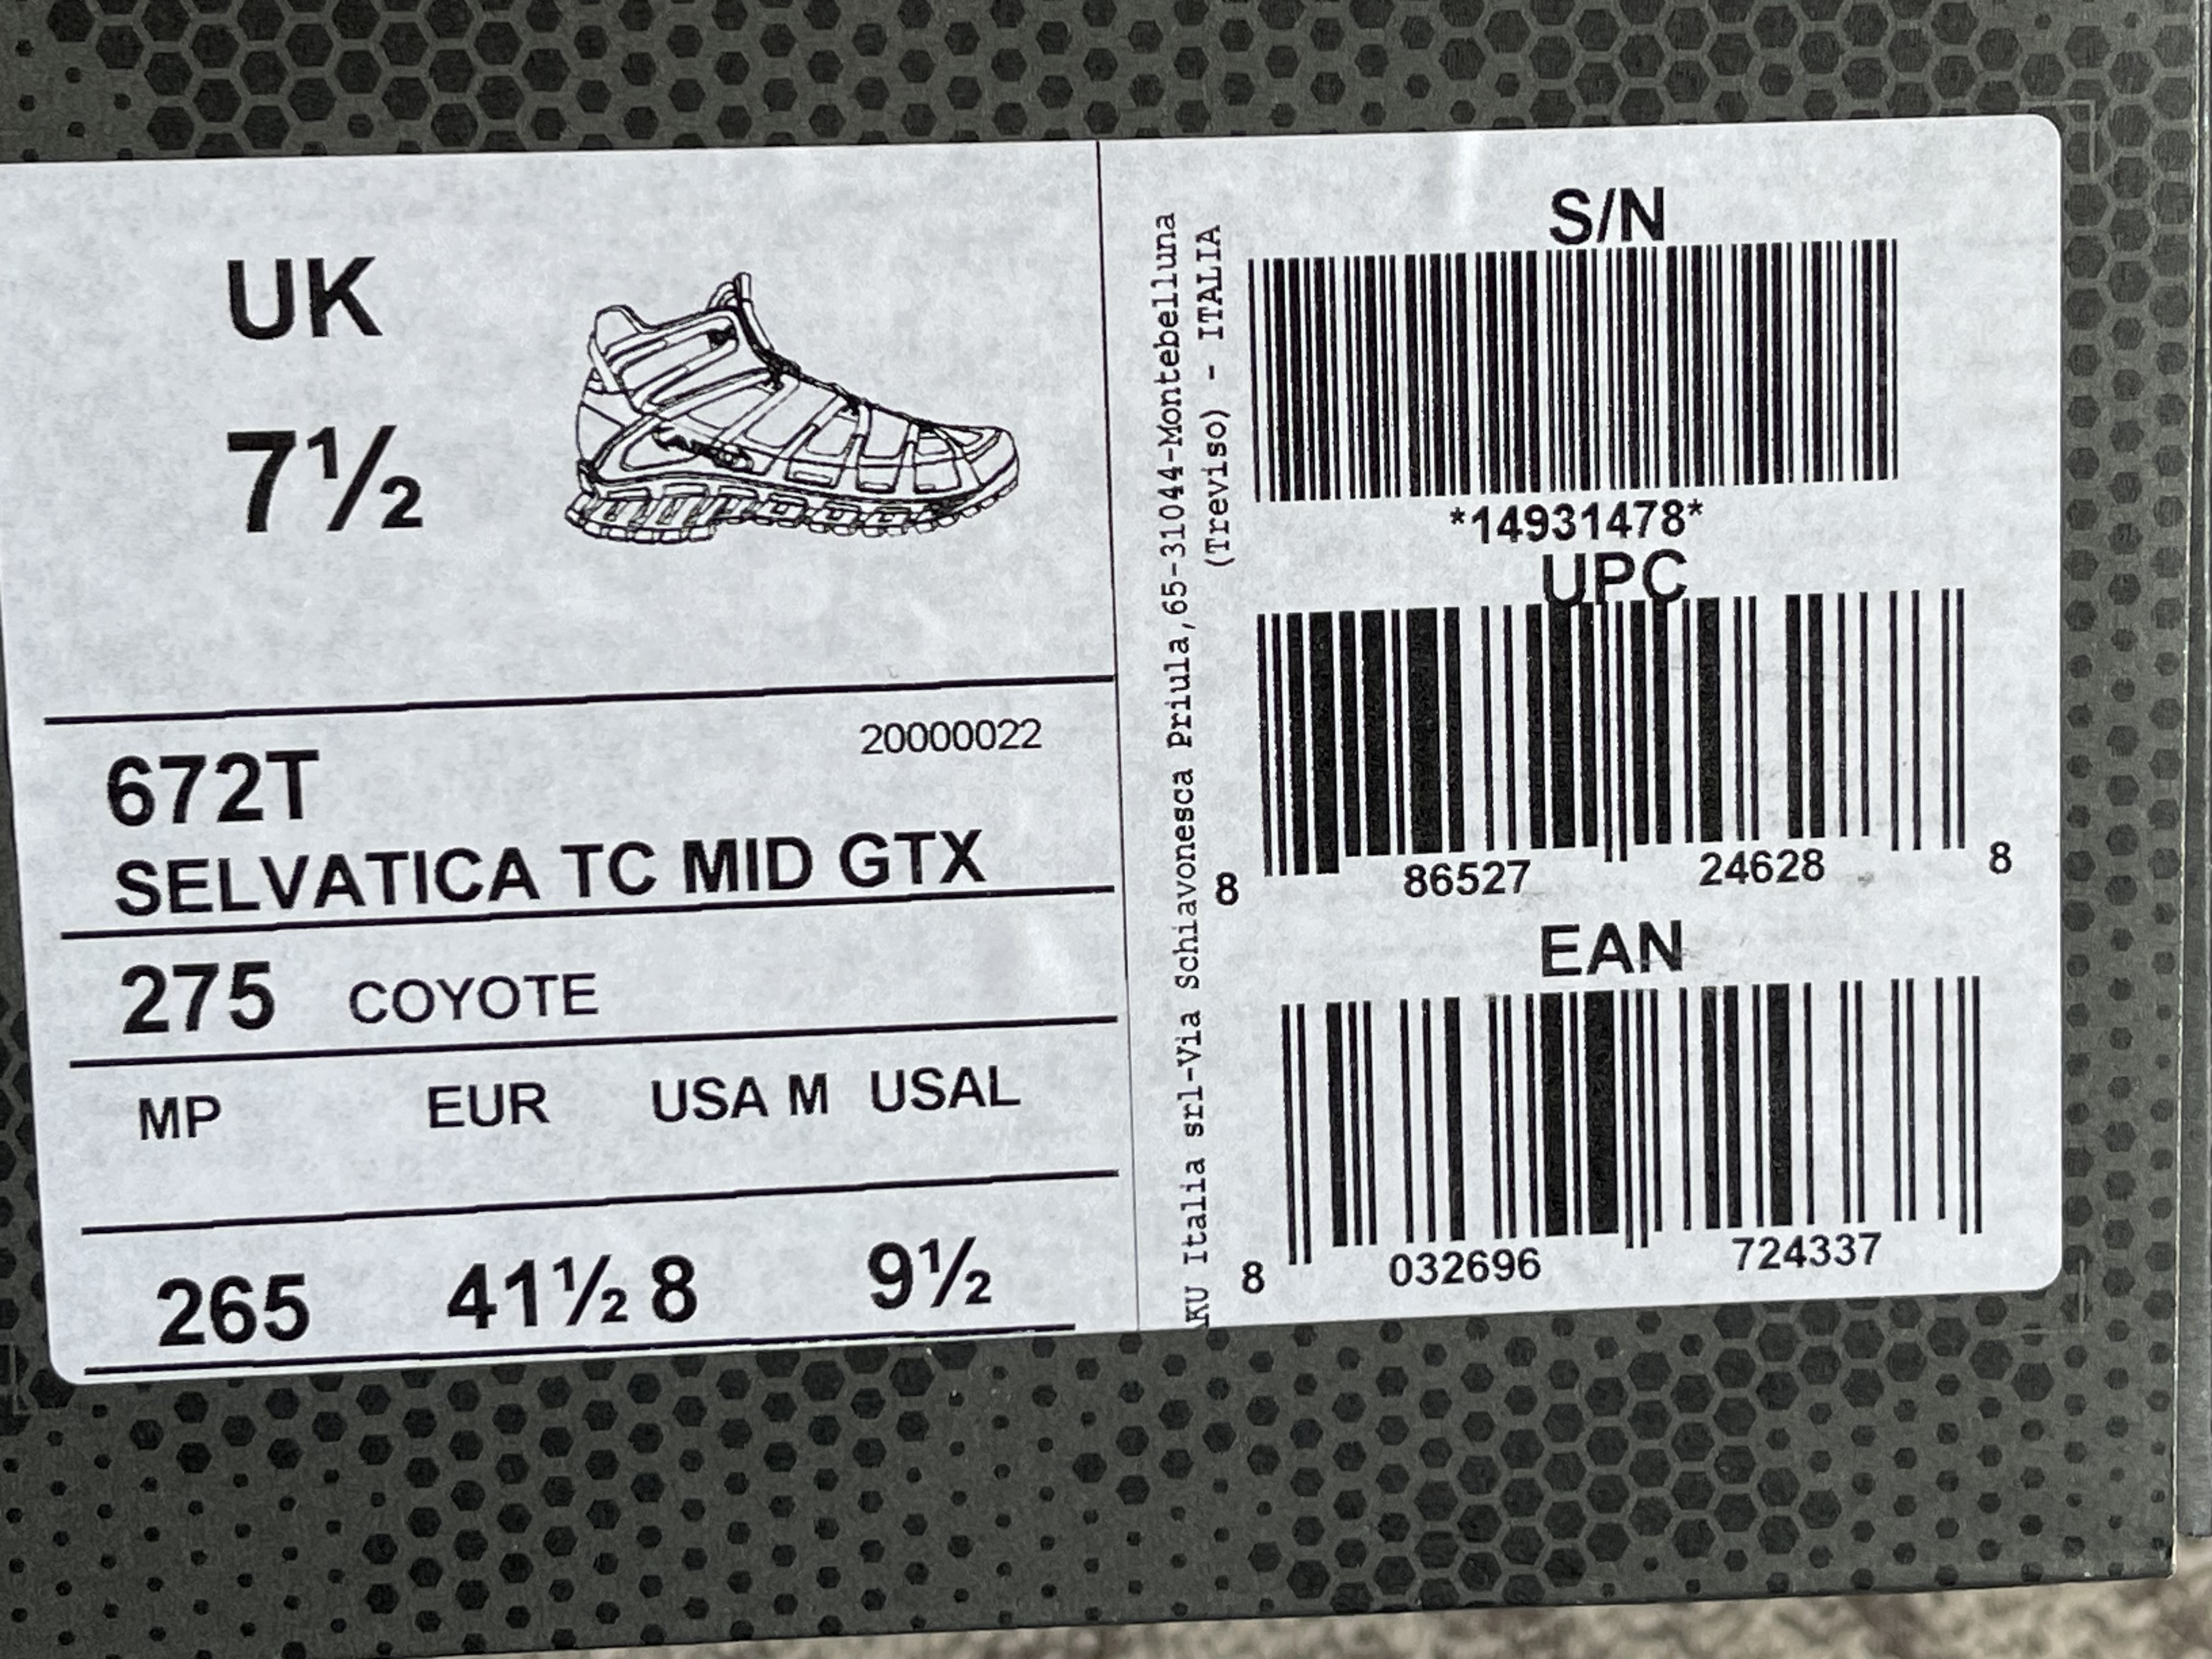 UK
7½
20000022
672T
SELVATICA TC MID GTX
275 COYOTE
MP EUR USA M USAL
265 41½ 8 9½
KU Italia srl-Via Schiavonesca Priula,65-31044-Montebelluna
(Treviso) - ITALIA
S/N
*14931478*
UPC
8 86527 24628 8
EAN
8 032696 724337